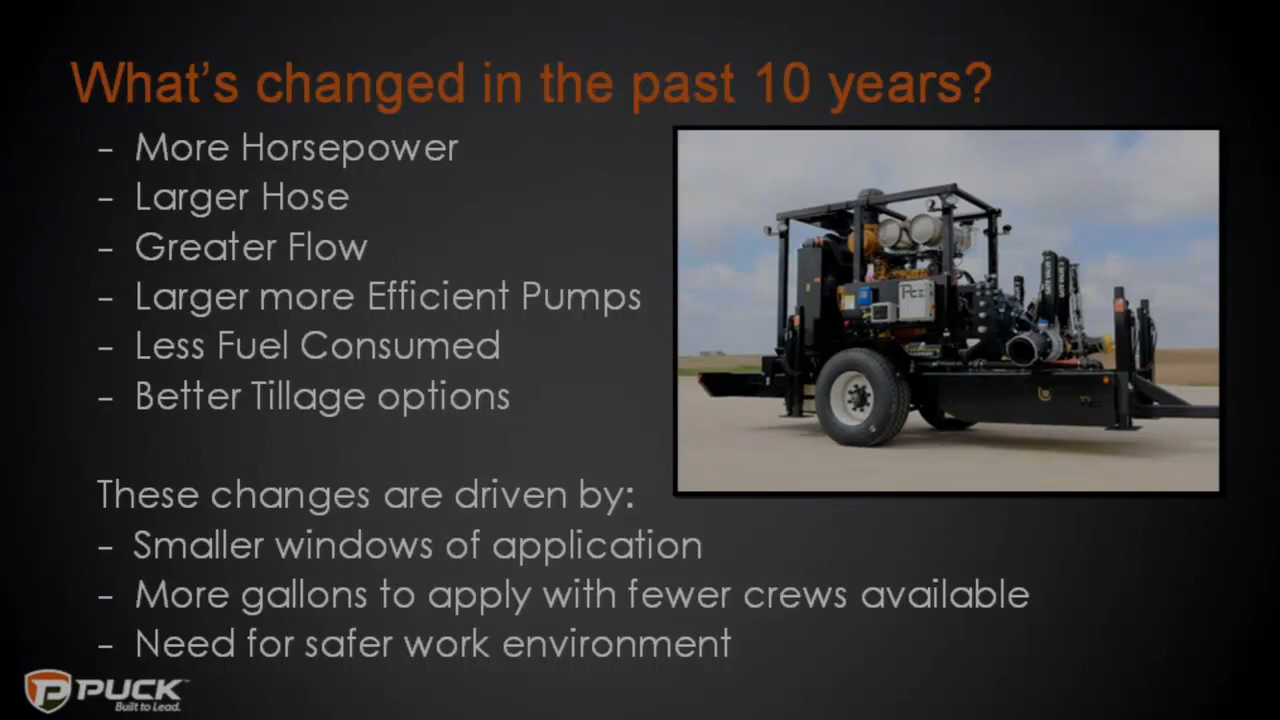 What's changed in the past 10 years?
- More Horsepower
- Larger Hose
- Greater Flow
- Larger more Efficient Pumps
- Less Fuel Consumed
- Better Tillage options
These changes are driven by:
- Smaller windows of application
- More gallons to apply with fewer crews available
- Need for safer work environment
PUCK
Built to Lead.